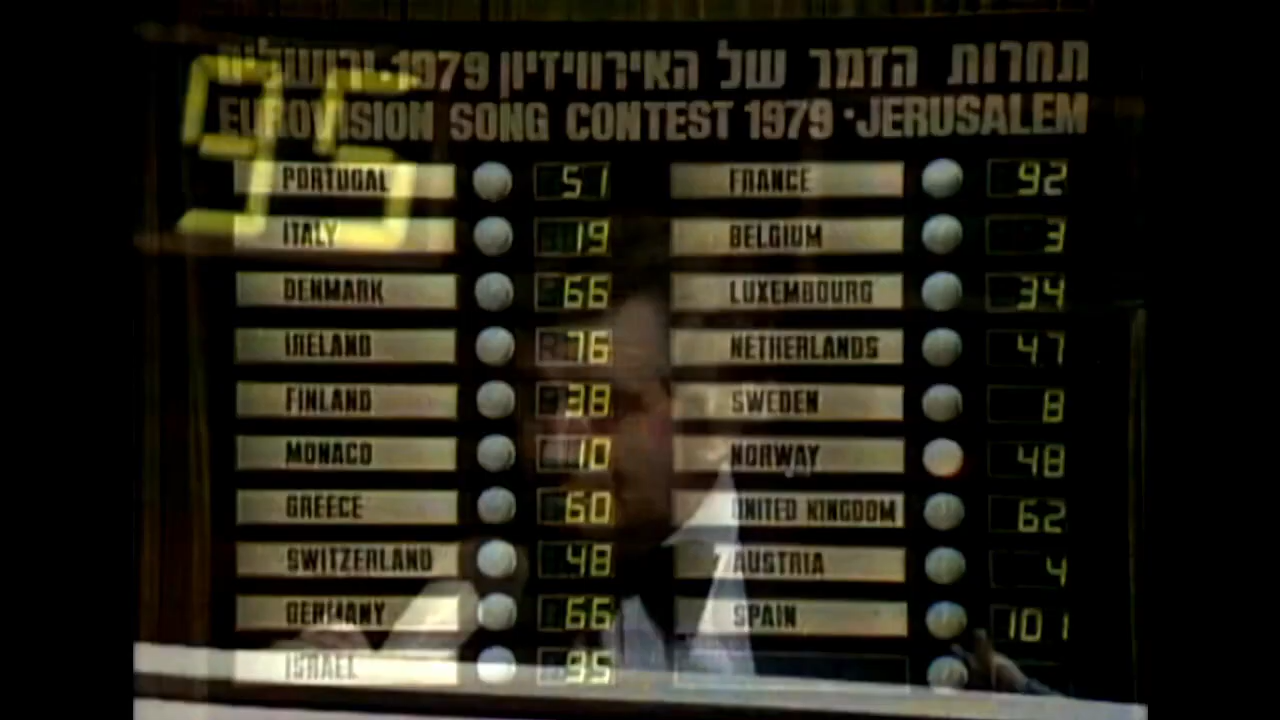 תחרות הזמר של האירוויזיון 1979·ירושלים
EUROVISION SONG CONTEST 1979 · JERUSALEM
95
PORTUGAL 51 FRANCE 92
ITALY 19 BELGIUM 3
DENMARK 66 LUXEMBOURG 34
IRELAND 76 NETHERLANDS 47
FINLAND 38 SWEDEN 8
MONACO 10 NORWAY 48
GREECE 60 UNITED KINGDOM 62
SWITZERLAND 48 AUSTRIA 4
GERMANY 66 SPAIN 101
ISRAEL 95